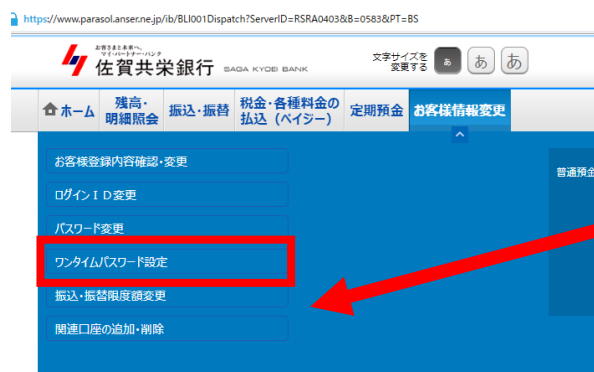 https://www.parasol.anser.ne.jp/ib/BLI001Dispatch?ServerID=RSRA0403&B=0583&PT=BS
お客さまと未来へ、
マイ・パートナー・バンク
佐賀共栄銀行 SAGA KYOEI BANK
文字サイズを
変更する
あ あ あ
ホーム
残高・
明細照会
振込・振替
税金・各種料金の
払込（ペイジー）
定期預金
お客様情報変更
お客様登録内容確認・変更
普通預金
ログインＩＤ変更
パスワード変更
ワンタイムパスワード設定
振込・振替限度額変更
関連口座の追加・削除